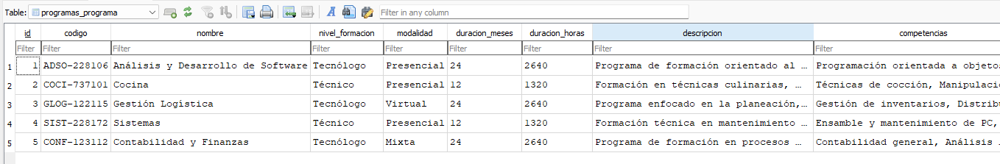 Table: programas_programa Filter in any column
id codigo nombre nivel_formacion modalidad duracion_meses duracion_horas descripcion competencias
Filter Filter Filter Filter Filter Filter Filter Filter Filter
1 1 ADSO-228106 Análisis y Desarrollo de Software Tecnólogo Presencial 24 2640 Programa de formación orientado al … Programación orientada a objeto
2 2 COCI-737101 Cocina Técnico Presencial 12 1320 Formación en técnicas culinarias, … Técnicas de cocción, Manipulaci
3 3 GLOG-122115 Gestión Logística Tecnólogo Virtual 24 2640 Programa enfocado en la planeación,… Gestión de inventarios, Distrib
4 4 SIST-228172 Sistemas Técnico Presencial 12 1320 Formación técnica en mantenimiento … Ensamble y mantenimiento de PC,
5 5 CONF-123112 Contabilidad y Finanzas Tecnólogo Mixta 24 2640 Programa de formación en procesos … Contabilidad general, Análisis